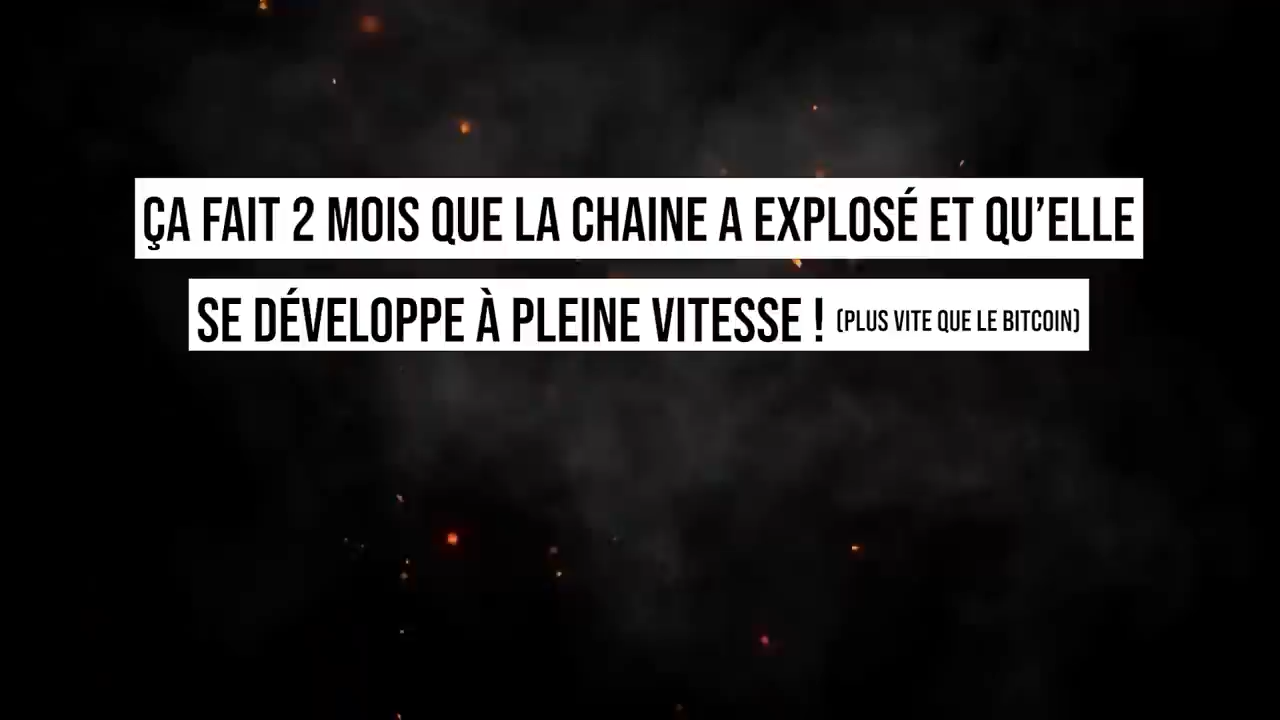 ÇA FAIT 2 MOIS QUE LA CHAINE A EXPLOSÉ ET QU’ELLE
SE DÉVELOPPE À PLEINE VITESSE ! (PLUS VITE QUE LE BITCOIN)